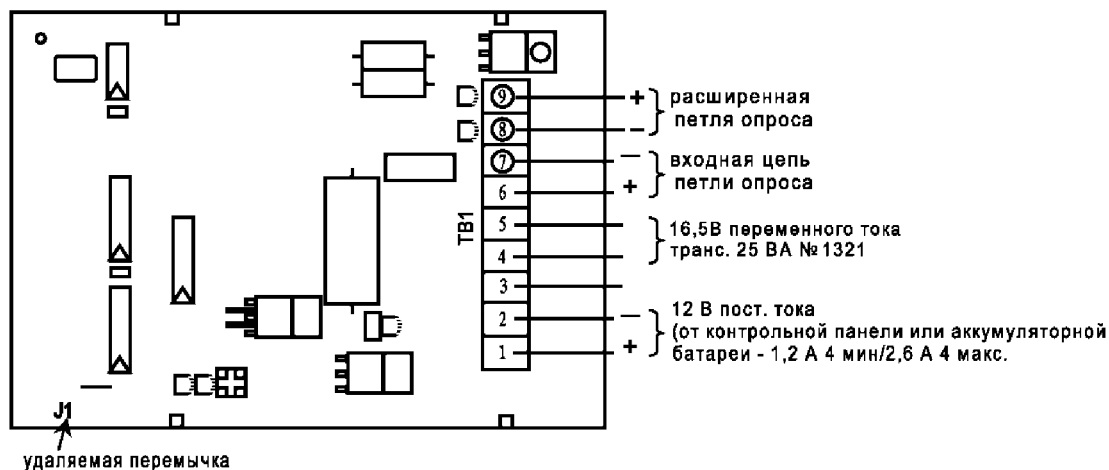 9 + расширенная
8 - петля опроса
7 — входная цепь
6 + петли опроса
5 16,5В переменного тока
4 транс. 25 ВА №1321
3
2 — 12 В пост. тока
(от контрольной панели или аккумуляторной
1 + батареи - 1,2 А 4 мин/2,6 А 4 макс.
TB1
J1
удаляемая перемычка